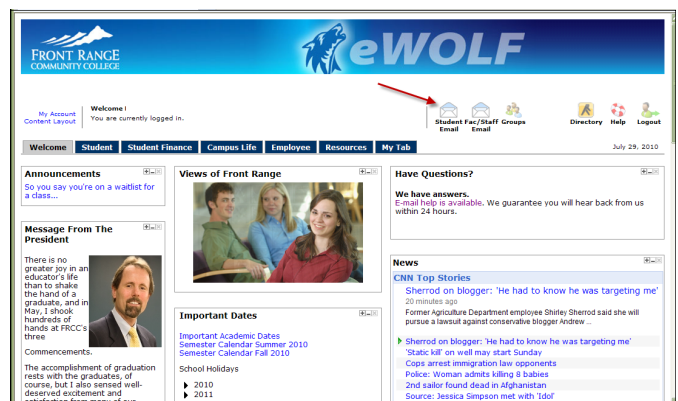 FRONT RANGE
COMMUNITY COLLEGE
eWOLF
My Account
Content Layout
Welcome
You are currently logged in.
Student Email
Fac/Staff Email
Groups
Directory
Help
Logout
Welcome
Student
Student Finance
Campus Life
Employee
Resources
My Tab
July 29, 2010
Announcements
So you say you're on a waitlist for
a class...
Message From The
President
There is no
greater joy in an
educator's life
than to shake
the hand of a
graduate, and in
May, I shook
hundreds of
hands at FRCC's
three
Commencements.
The accomplishment of graduation
rests with the graduates, of
course, but I also sensed well-
deserved excitement and
satisfaction from many of our
Views of Front Range
Important Dates
Important Academic Dates
Semester Calendar Summer 2010
Semester Calendar Fall 2010
School Holidays
2010
2011
Have Questions?
We have answers.
E-mail help is available. We guarantee you will hear back from us
within 24 hours.
News
CNN Top Stories
Sherrod on blogger: 'He had to know he was targeting me'
20 minutes ago
Former Agriculture Department employee Shirley Sherrod said she will
pursue a lawsuit against conservative blogger Andrew ...
Sherrod on blogger: 'He had to know he was targeting me'
'Static kill' on well may start Sunday
Cops arrest immigration law opponents
Police: Woman admits killing 8 babies
2nd sailor found dead in Afghanistan
Source: Jessica Simpson met with 'Idol'